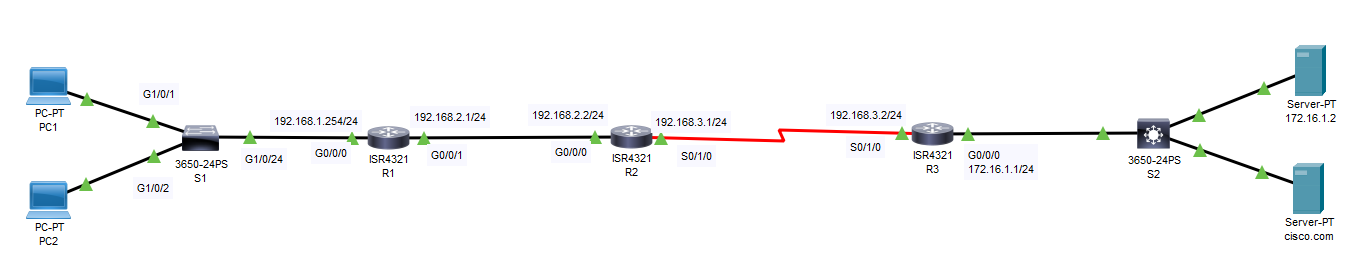 PC-PT
PC1
G1/0/1
3650-24PS
S1
G1/0/2
PC-PT
PC2
G1/0/24
192.168.1.254/24
G0/0/0
ISR4321
R1
192.168.2.1/24
G0/0/1
192.168.2.2/24
G0/0/0
ISR4321
R2
192.168.3.1/24
S0/1/0
192.168.3.2/24
S0/1/0
ISR4321
R3
G0/0/0
172.16.1.1/24
3650-24PS
S2
Server-PT
172.16.1.2
Server-PT
cisco.com